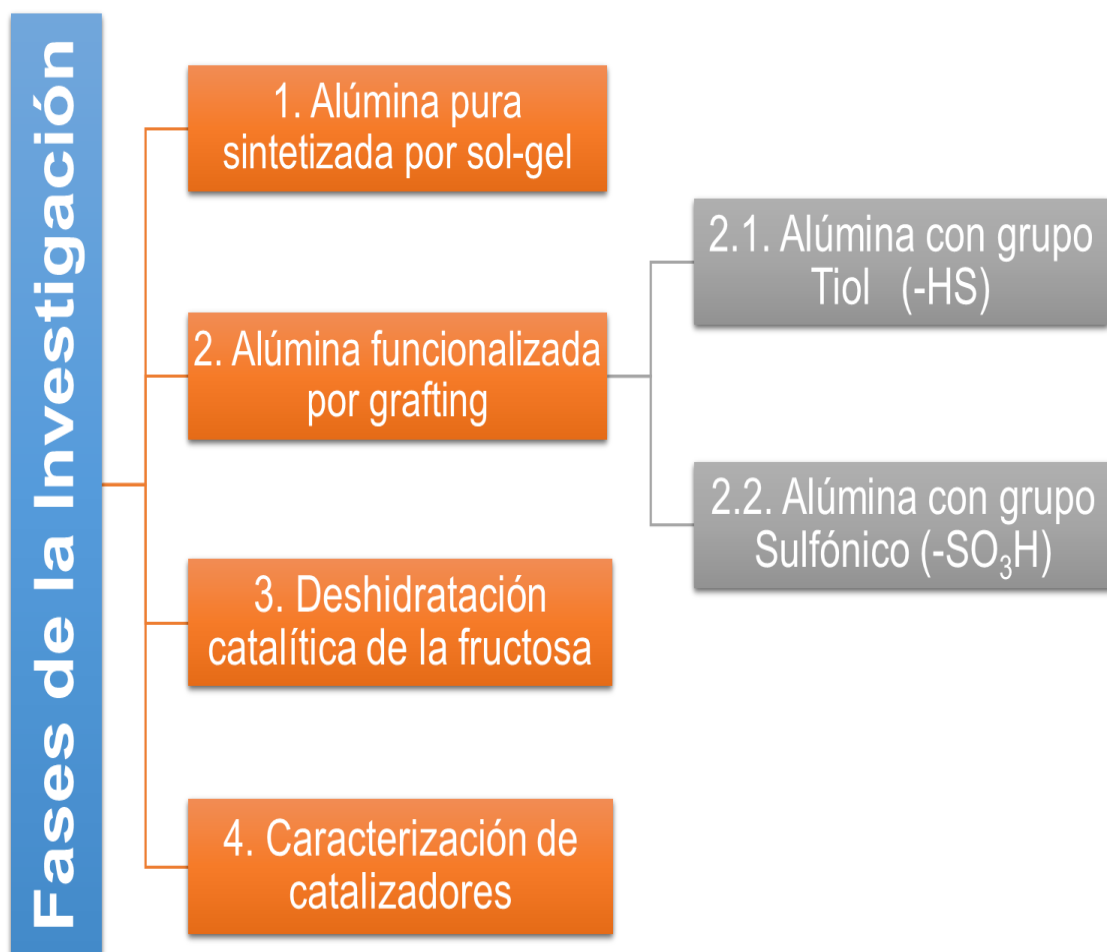 Fases de la Investigación
1. Alúmina pura
sintetizada por sol-gel
2. Alúmina funcionalizada
por grafting
2.1. Alúmina con grupo
Tiol (-HS)
2.2. Alúmina con grupo
Sulfónico (-SO₃H)
3. Deshidratación
catalítica de la fructosa
4. Caracterización de
catalizadores